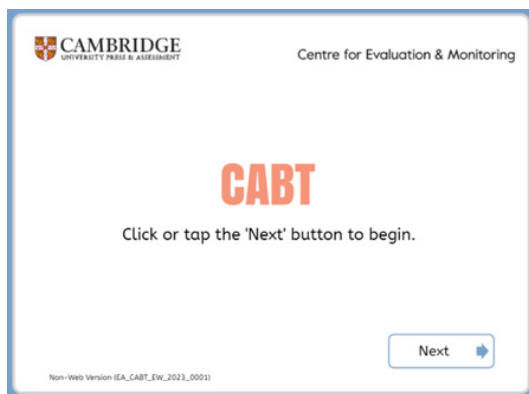 CAMBRIDGE
UNIVERSITY PRESS & ASSESSMENT
Centre for Evaluation & Monitoring
CABT
Click or tap the 'Next' button to begin.
Next
Non-Web Version (EA_CABT_EW_2023_0001)